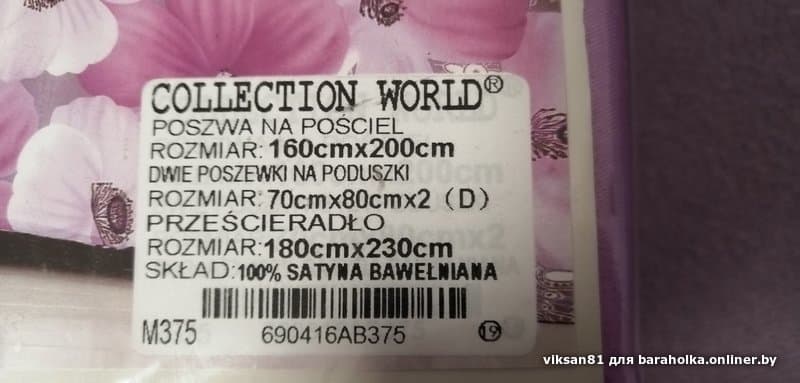 COLLECTION WORLD®
POSZWA NA POŚCIEL
ROZMIAR: 160cmx200cm
DWIE POSZEWKI NA PODUSZKI
ROZMIAR: 70cmx80cmx2 (D)
PRZEŚCIERADŁO
ROZMIAR: 180cmx230cm
SKŁAD: 100% SATYNA BAWEŁNIANA
M375 690416AB375 19
viksan81 для baraholka.onliner.by